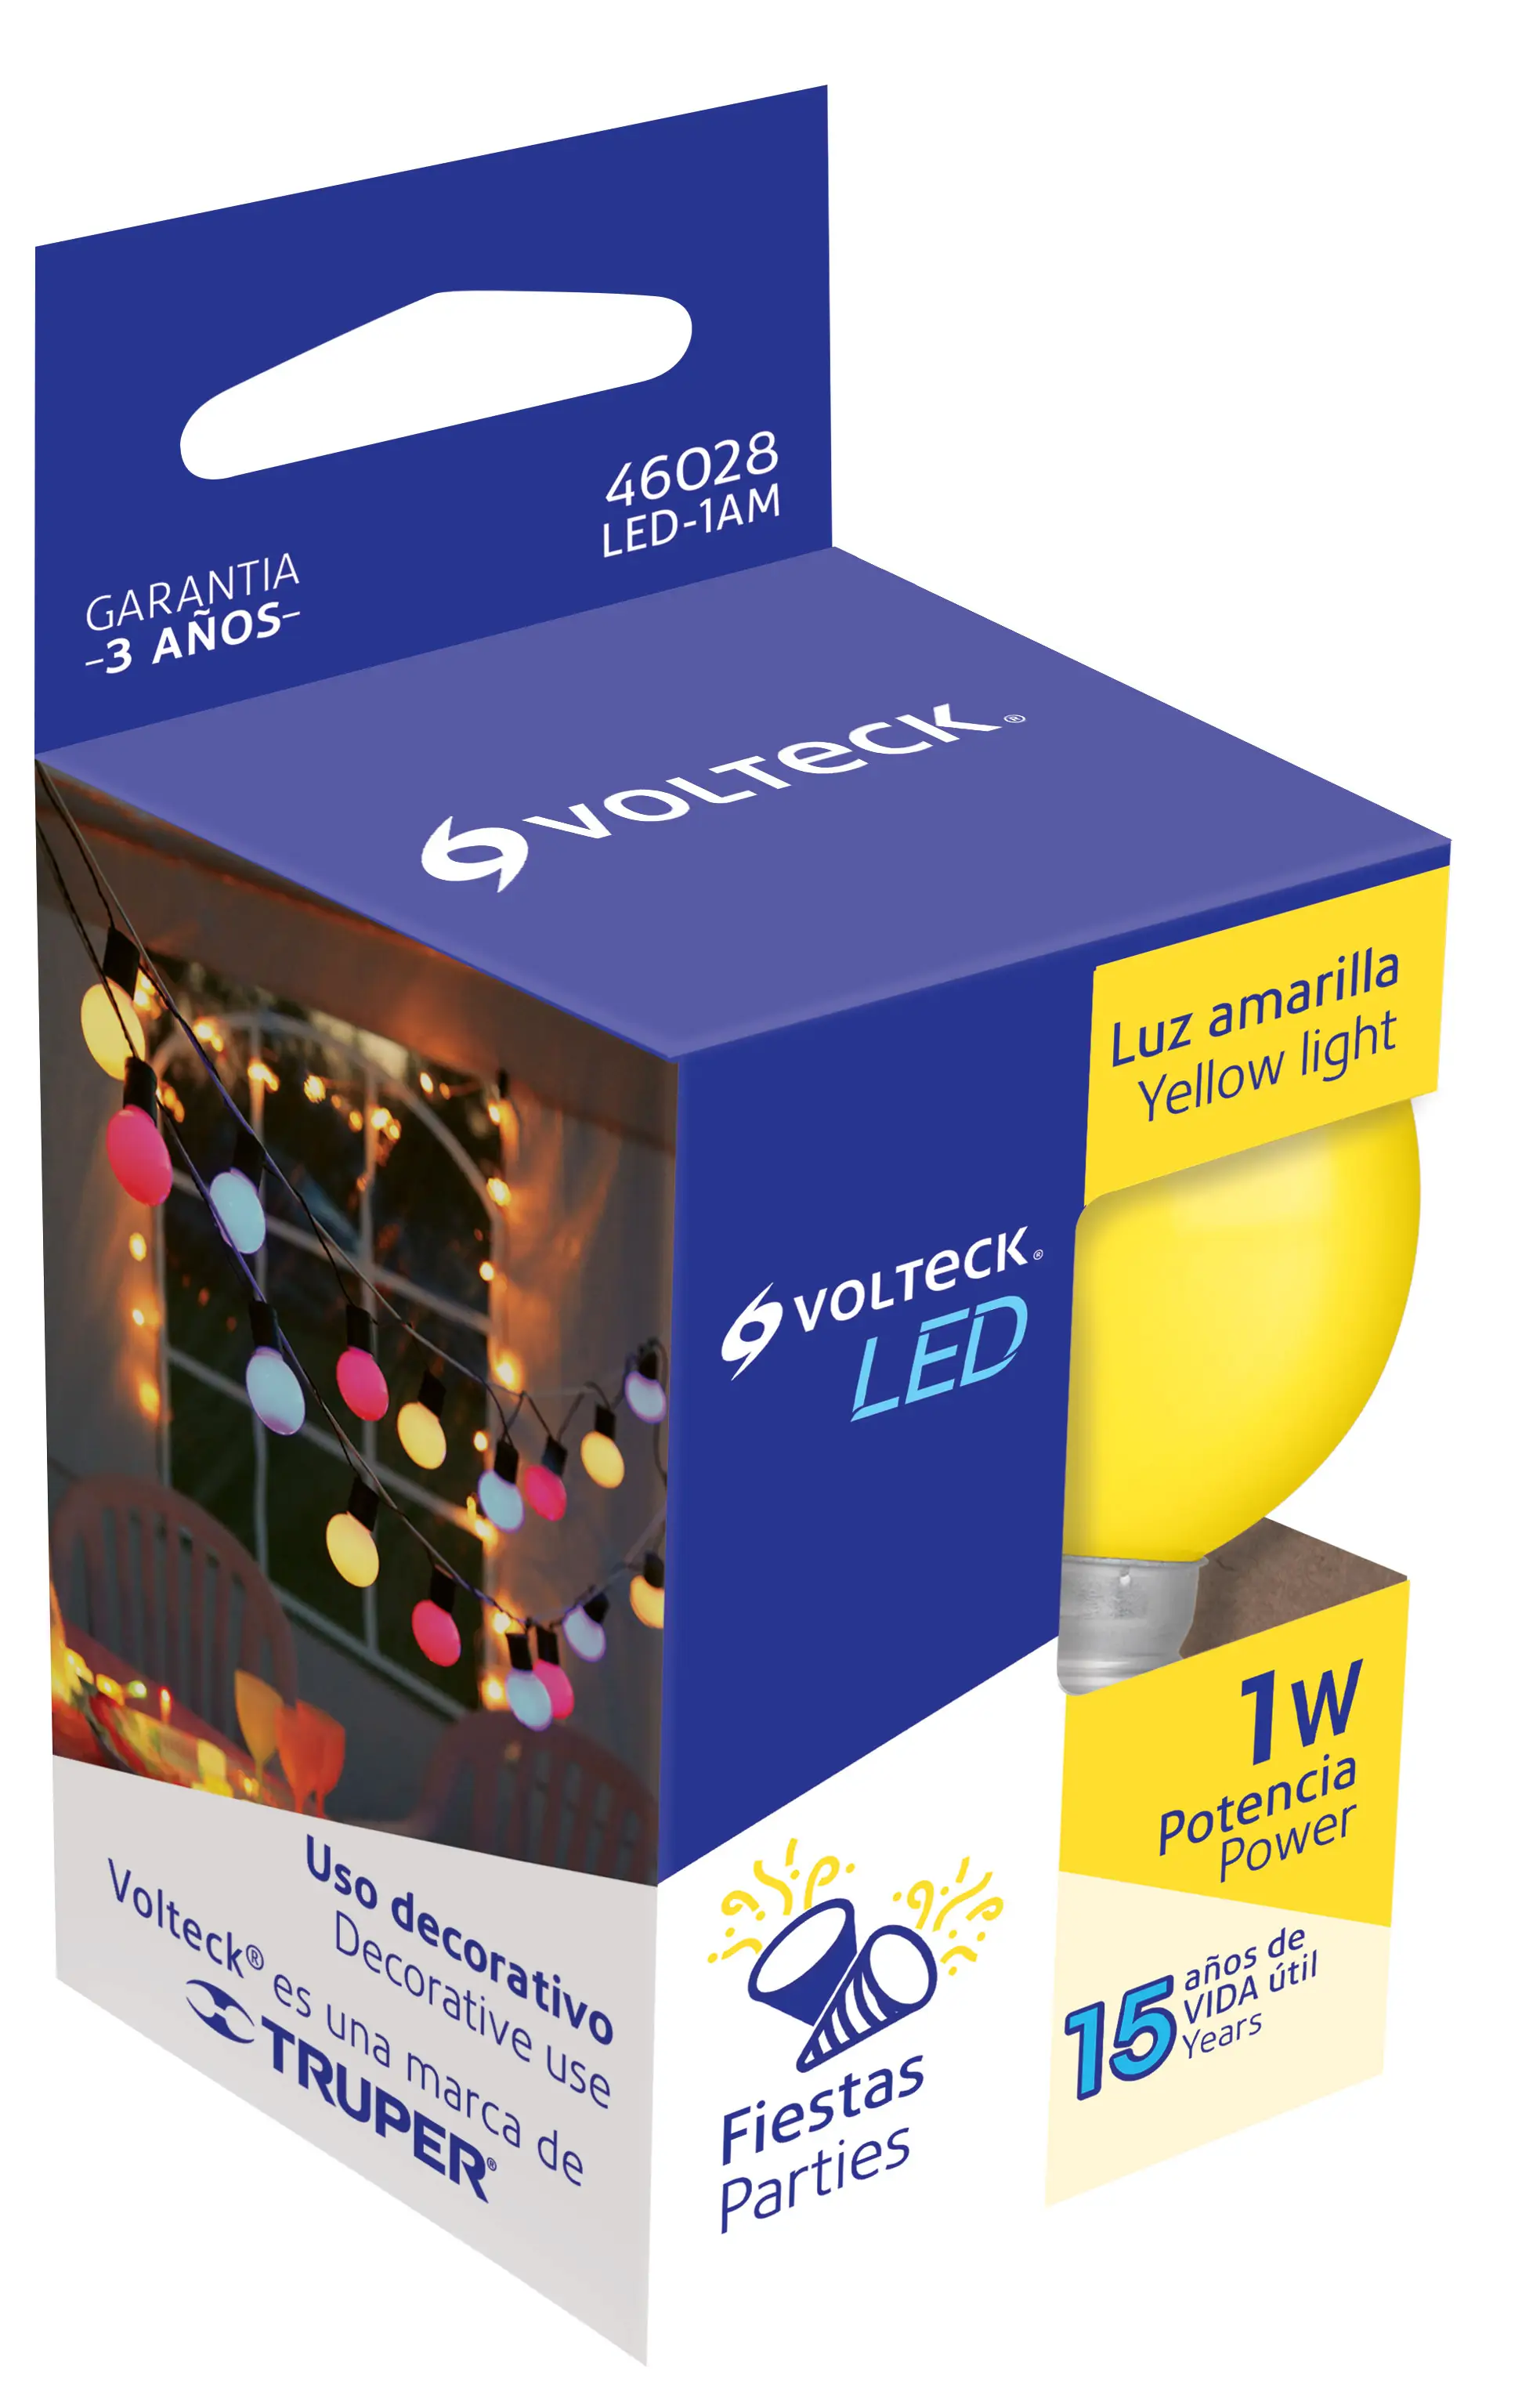 46028
LED-1AM
GARANTIA
-3 AÑOS-
VOLTECK®
Luz amarilla
Yellow light
VOLTECK®
LED
1W
Potencia
Power
15 años de
VIDA útil
Years
Fiestas
Parties
Uso decorativo
Decorative use
Volteck® es una marca de
TRUPER®